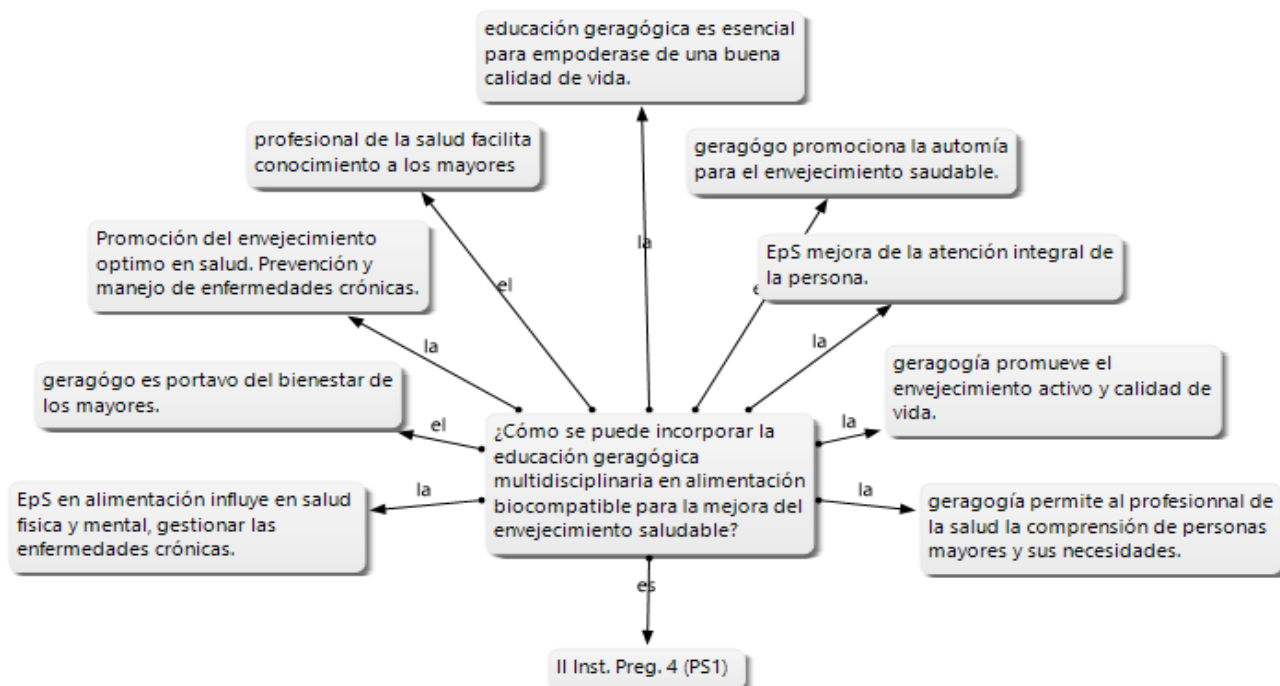 educación geragógica es esencial
para empoderase de una buena
calidad de vida.
profesional de la salud facilita
conocimiento a los mayores
geragógo promociona la automía
para el envejecimiento saudable.
Promoción del envejecimiento
optimo en salud. Prevención y
manejo de enfermedades crónicas.
la
el
EpS mejora de la atención integral de
la persona.
la
la
geragógo es portavo del bienestar de
los mayores.
geragogía promueve el
envejecimiento activo y calidad de
vida.
el
la
¿Cómo se puede incorporar la
educación geragógica
multidisciplinaria en alimentación
biocompatible para la mejora del
envejecimiento saludable?
EpS en alimentación influye en salud
fisica y mental, gestionar las
enfermedades crónicas.
la
la
geragogía permite al profesionnal de
la salud la comprensión de personas
mayores y sus necesidades.
es
II Inst. Preg. 4 (PS1)